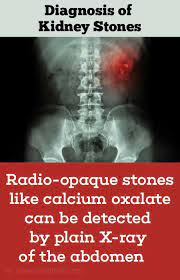 Diagnosis of
Kidney Stones
Radio-opaque stones
like calcium oxalate
can be detected
by plain X-ray
of the abdomen